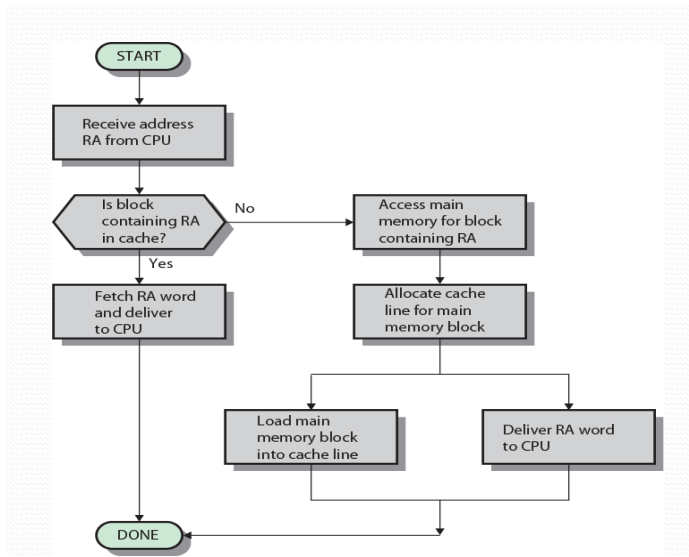 START
Receive address
RA from CPU
Is block
containing RA
in cache?
No
Access main
memory for block
containing RA
Yes
Fetch RA word
and deliver
to CPU
Allocate cache
line for main
memory block
Load main
memory block
into cache line
Deliver RA word
to CPU
DONE